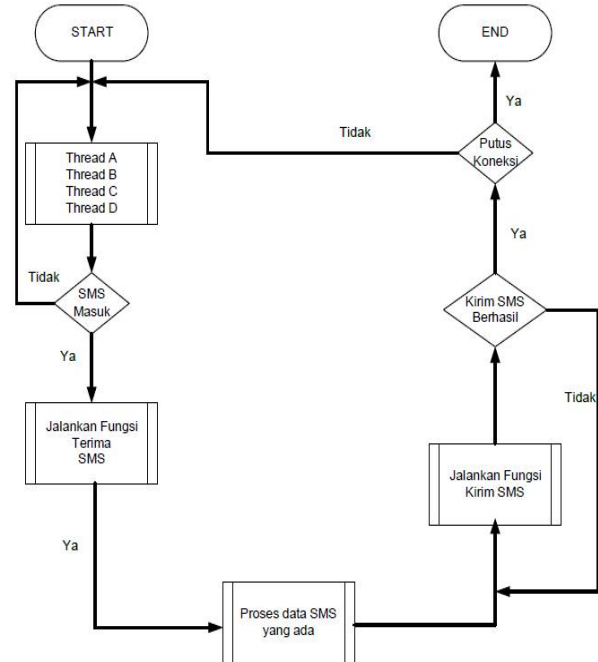 START
END
Ya
Tidak
Putus
Koneksi
Thread A
Thread B
Thread C
Thread D
Ya
Tidak
SMS
Masuk
Kirim SMS
Berhasil
Ya
Tidak
Jalankan Fungsi
Terima
SMS
Jalankan Fungsi
Kirim SMS
Ya
Proses data SMS
yang ada